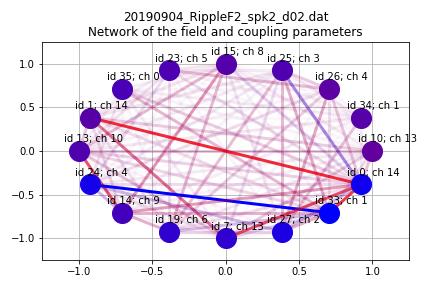 20190904_RippleF2_spk2_d02.dat
Network of the field and coupling parameters
id 15; ch 8
id 23; ch 5
id 25; ch 3
id 35; ch 0
id 26; ch 4
id 1; ch 14
id 34; ch 1
id 13; ch 10
id 10; ch 13
id 24; ch 4
id 0; ch 14
id 14; ch 9
id 33; ch 1
id 19; ch 6
id 27; ch 2
id 7; ch 13
1.0
0.5
0.0
−0.5
−1.0
−1.0
−0.5
0.0
0.5
1.0